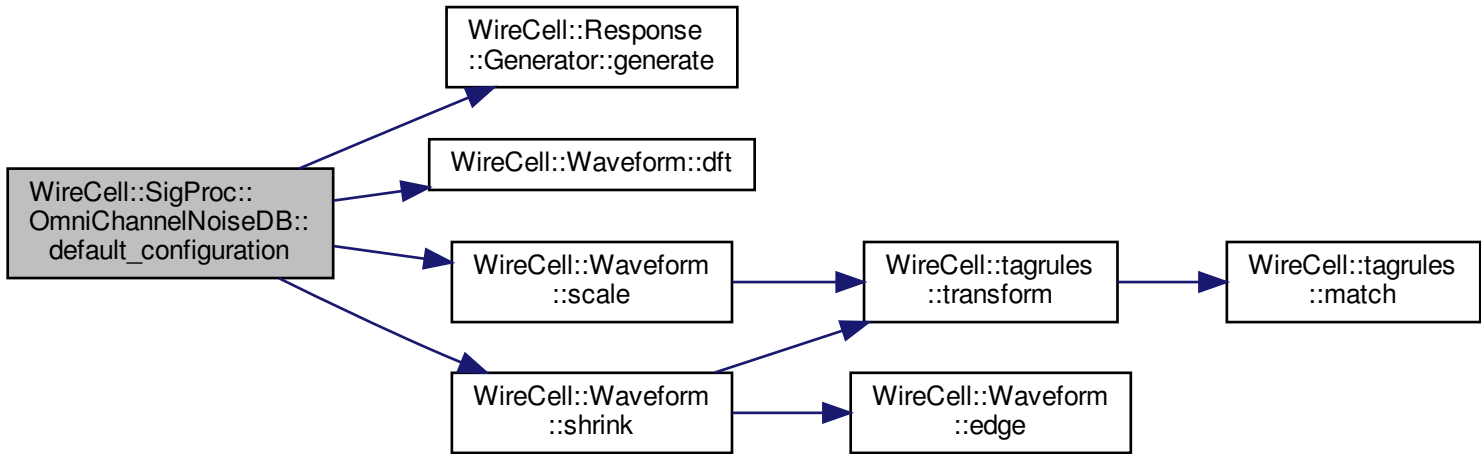 WireCell::Response
::Generator::generate
WireCell::Waveform::dft
WireCell::SigProc::
OmniChannelNoiseDB::
default_configuration
WireCell::Waveform
::scale
WireCell::tagrules
::transform
WireCell::tagrules
::match
WireCell::Waveform
::shrink
WireCell::Waveform
::edge